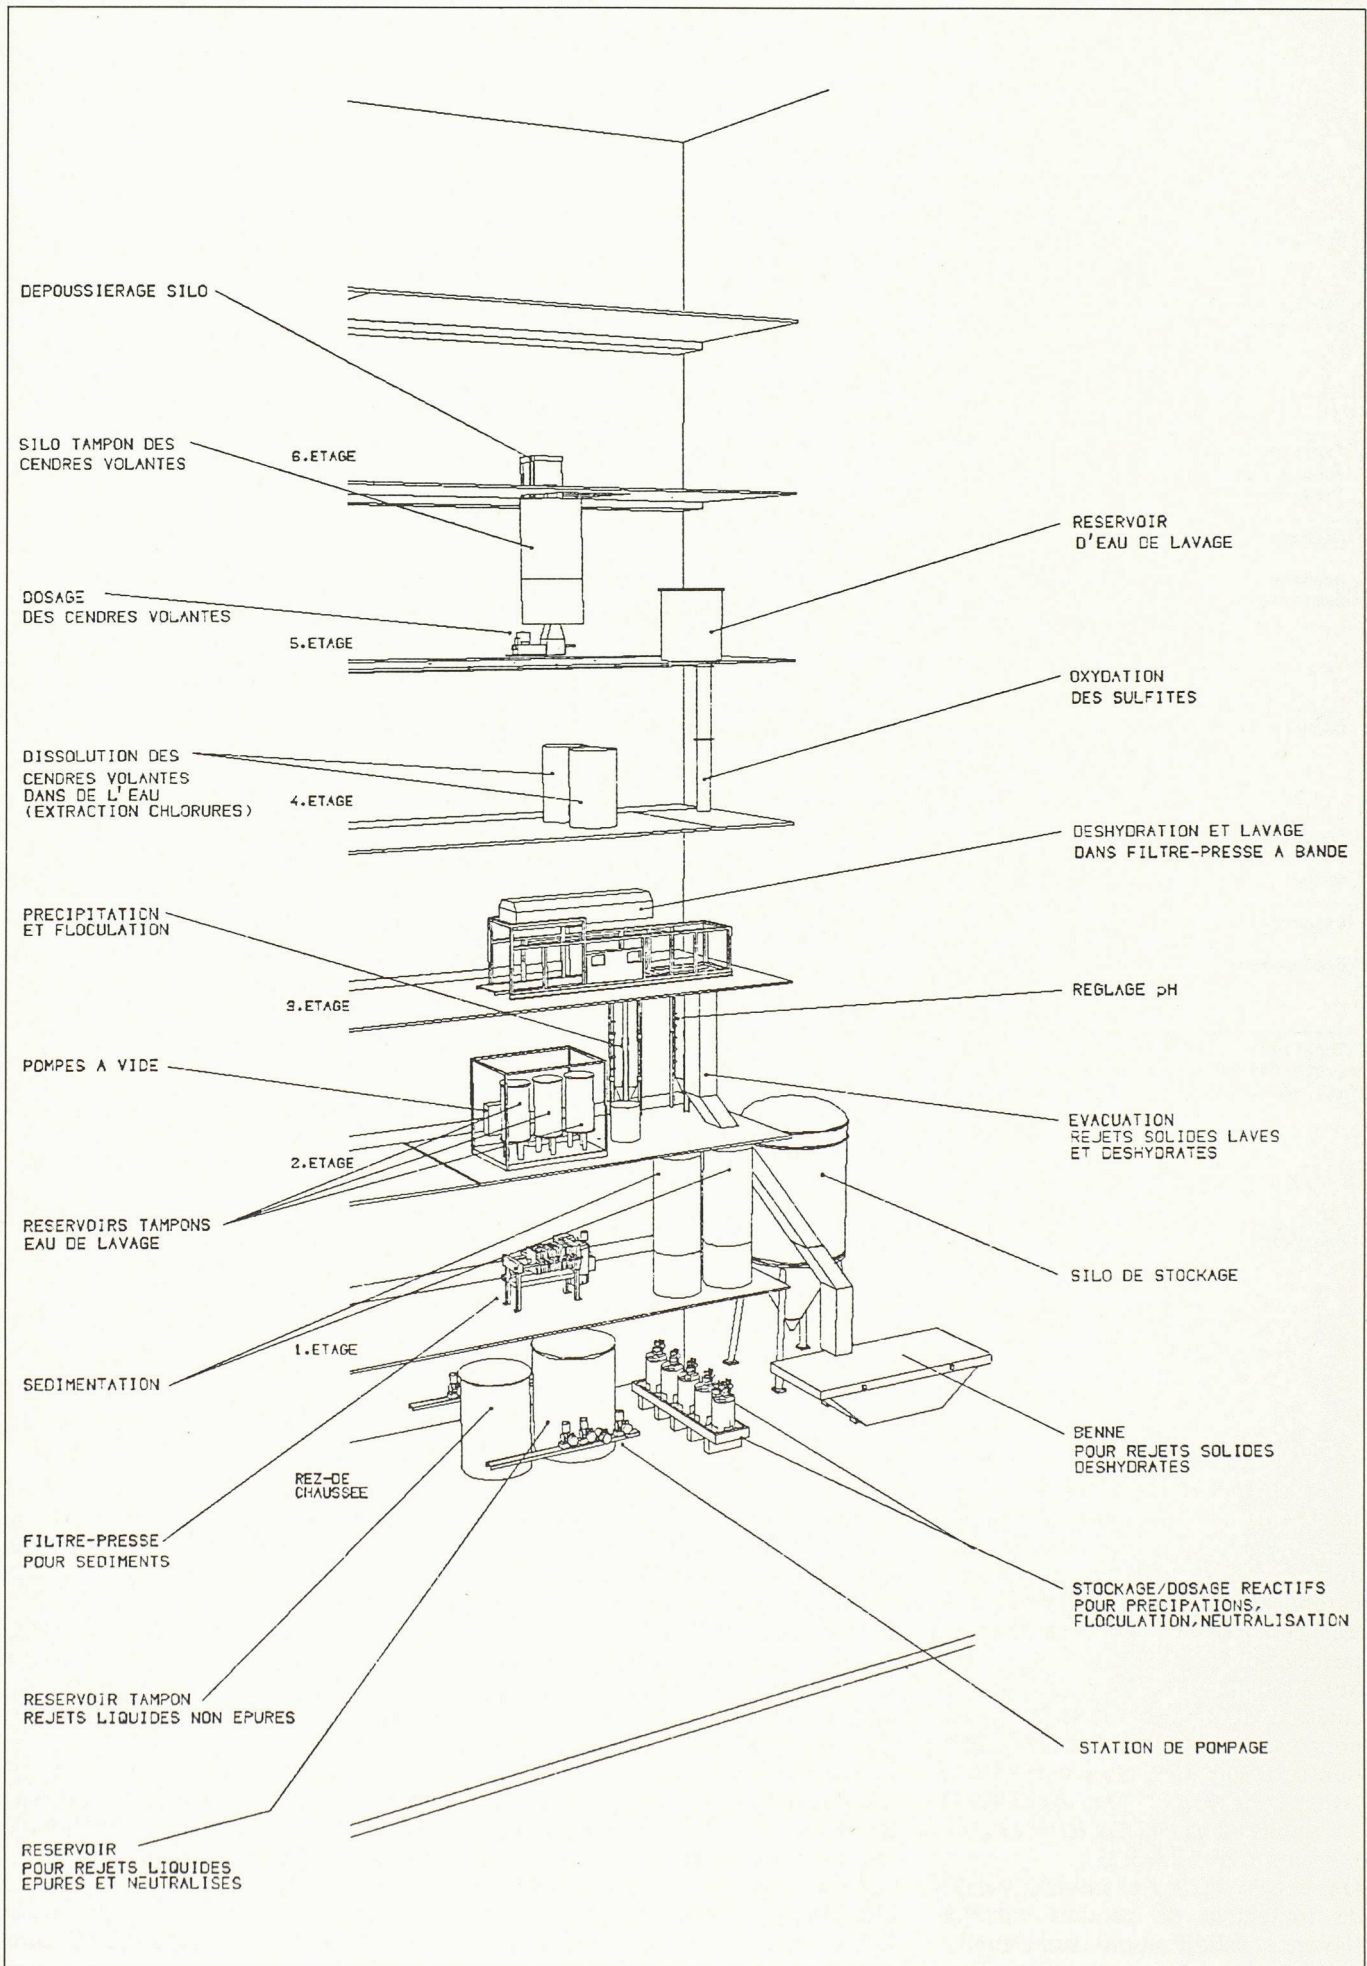 DEPOUSSIERAGE SILO
SILO TAMPON DES
CENDRES VOLANTES
6.ETAGE
RESERVOIR
D'EAU DE LAVAGE
DOSAGE
DES CENDRES VOLANTES
5.ETAGE
OXYDATION
DES SULFITES
DISSOLUTION DES
CENDRES VOLANTES
DANS DE L'EAU
(EXTRACTION CHLORURES)
4.ETAGE
DESHYDRATION ET LAVAGE
DANS FILTRE-PRESSE A BANDE
PRECIPITATION
ET FLOCULATION
3.ETAGE
REGLAGE pH
POMPES A VIDE
EVACUATION
REJETS SOLIDES LAVES
ET DESHYDRATES
2.ETAGE
RESERVOIRS TAMPONS
EAU DE LAVAGE
SILO DE STOCKAGE
1.ETAGE
SEDIMENTATION
BENNE
POUR REJETS SOLIDES
DESHYDRATES
REZ-DE
CHAUSSEE
FILTRE-PRESSE
POUR SEDIMENTS
STOCKAGE/DOSAGE REACTIFS
POUR PRECIPATIONS,
FLOCULATION,NEUTRALISATION
RESERVOIR TAMPON
REJETS LIQUIDES NON EPURES
STATION DE POMPAGE
RESERVOIR
POUR REJETS LIQUIDES
EPURES ET NEUTRALISES